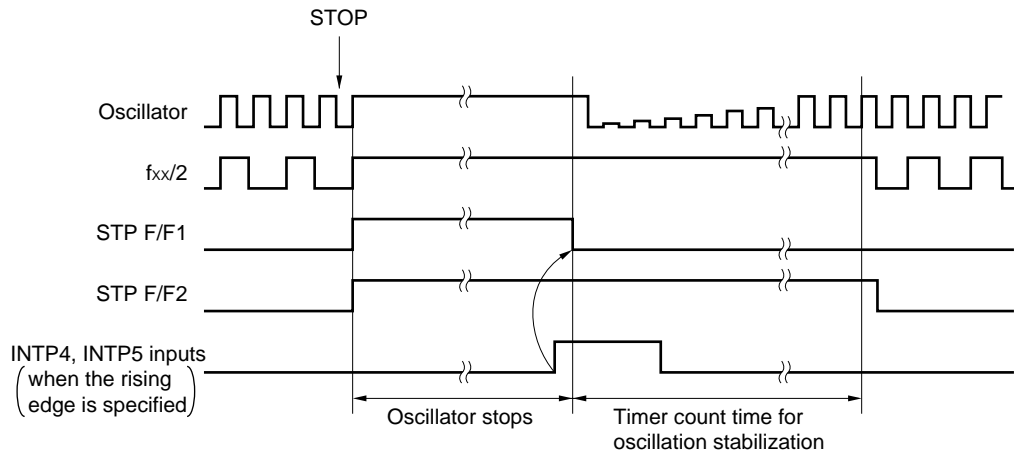 STOP
Oscillator
fxx/2
STP F/F1
STP F/F2
INTP4, INTP5 inputs
(when the rising
edge is specified)
Oscillator stops
Timer count time for
oscillation stabilization